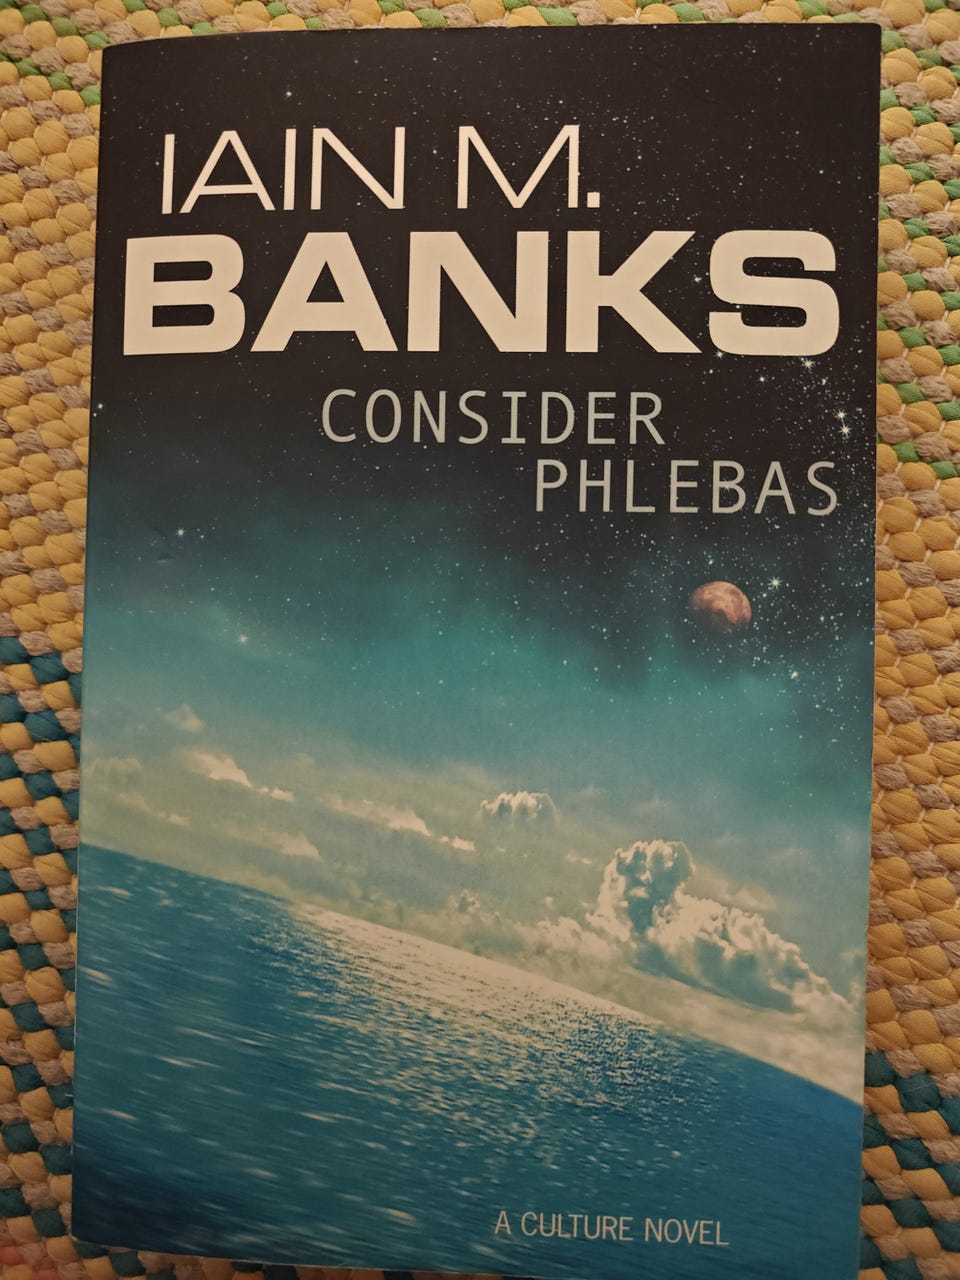 IAIN M.
BANKS
CONSIDER
PHLEBAS
A CULTURE NOVEL